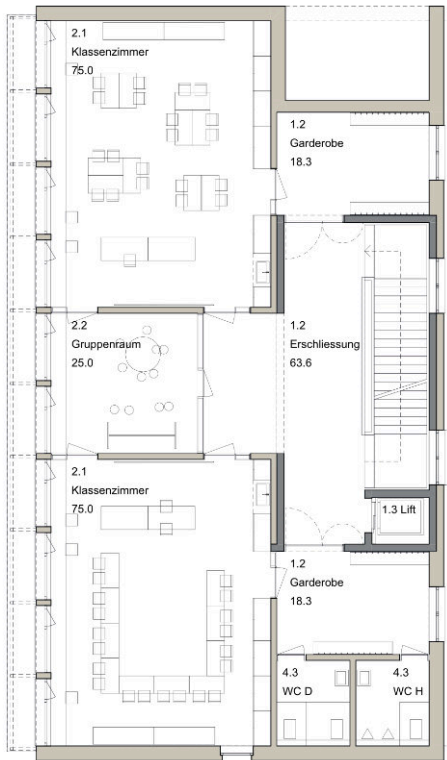 2.1
Klassenzimmer
75.0
1.2
Garderobe
18.3
2.2
Gruppenraum
25.0
1.2
Erschliessung
63.6
2.1
Klassenzimmer
75.0
1.3 Lift
1.2
Garderobe
18.3
4.3
WC D
4.3
WC H